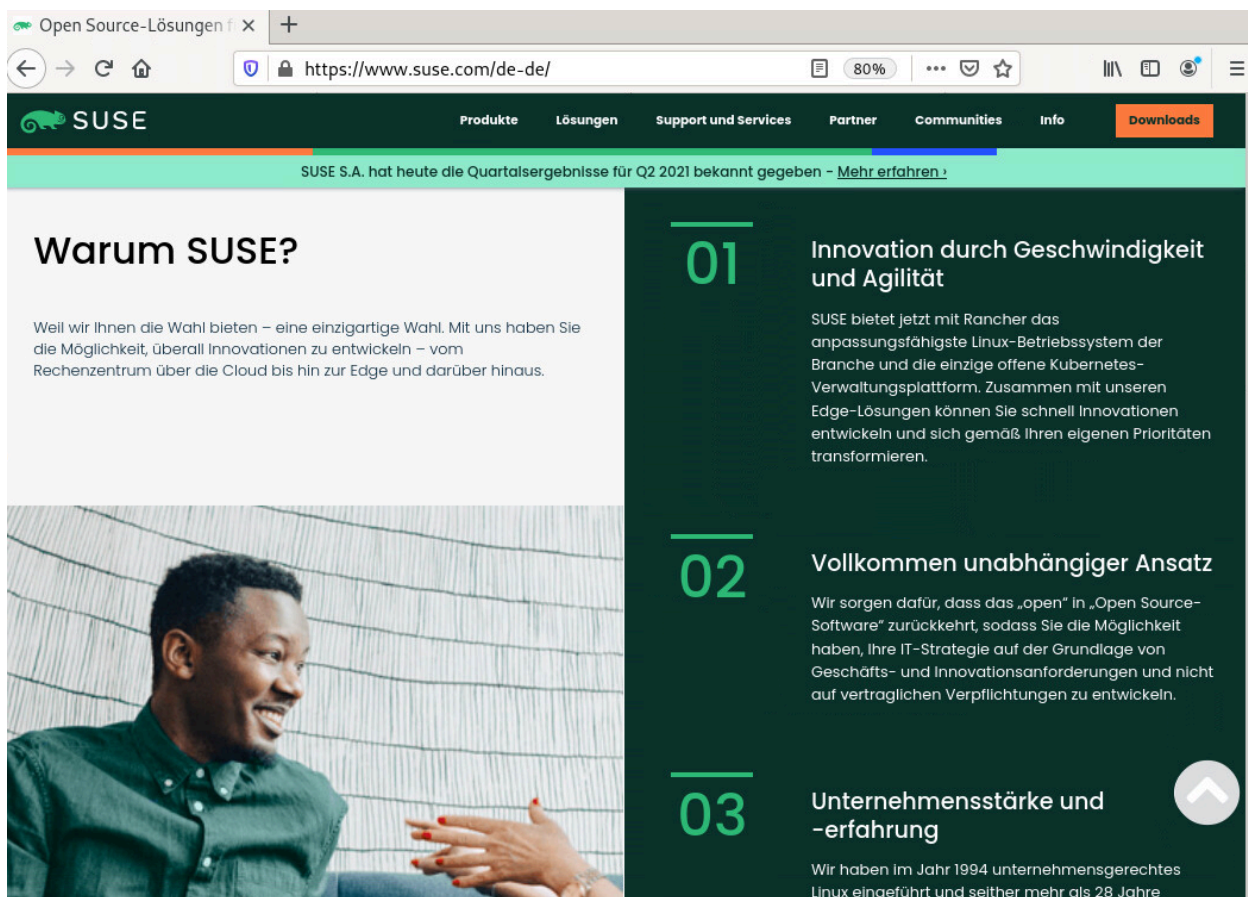 Open Source-Lösungen f
https://www.suse.com/de-de/
80%
SUSE
Produkte Lösungen Support und Services Partner Communities Info Downloads
SUSE S.A. hat heute die Quartalsergebnisse für Q2 2021 bekannt gegeben - Mehr erfahren ›
Warum SUSE?
Weil wir Ihnen die Wahl bieten – eine einzigartige Wahl. Mit uns haben Sie
die Möglichkeit, überall Innovationen zu entwickeln – vom
Rechenzentrum über die Cloud bis hin zur Edge und darüber hinaus.
01
Innovation durch Geschwindigkeit
und Agilität
SUSE bietet jetzt mit Rancher das
anpassungsfähigste Linux-Betriebssystem der
Branche und die einzige offene Kubernetes-
Verwaltungsplattform. Zusammen mit unseren
Edge-Lösungen können Sie schnell Innovationen
entwickeln und sich gemäß Ihren eigenen Prioritäten
transformieren.
02
Vollkommen unabhängiger Ansatz
Wir sorgen dafür, dass das „open“ in „Open Source-
Software“ zurückkehrt, sodass Sie die Möglichkeit
haben, Ihre IT-Strategie auf der Grundlage von
Geschäfts- und Innovationsanforderungen und nicht
auf vertraglichen Verpflichtungen zu entwickeln.
03
Unternehmensstärke und
-erfahrung
Wir haben im Jahr 1994 unternehmensgerechtes
Linux eingeführt und seither mehr als 28 Jahre